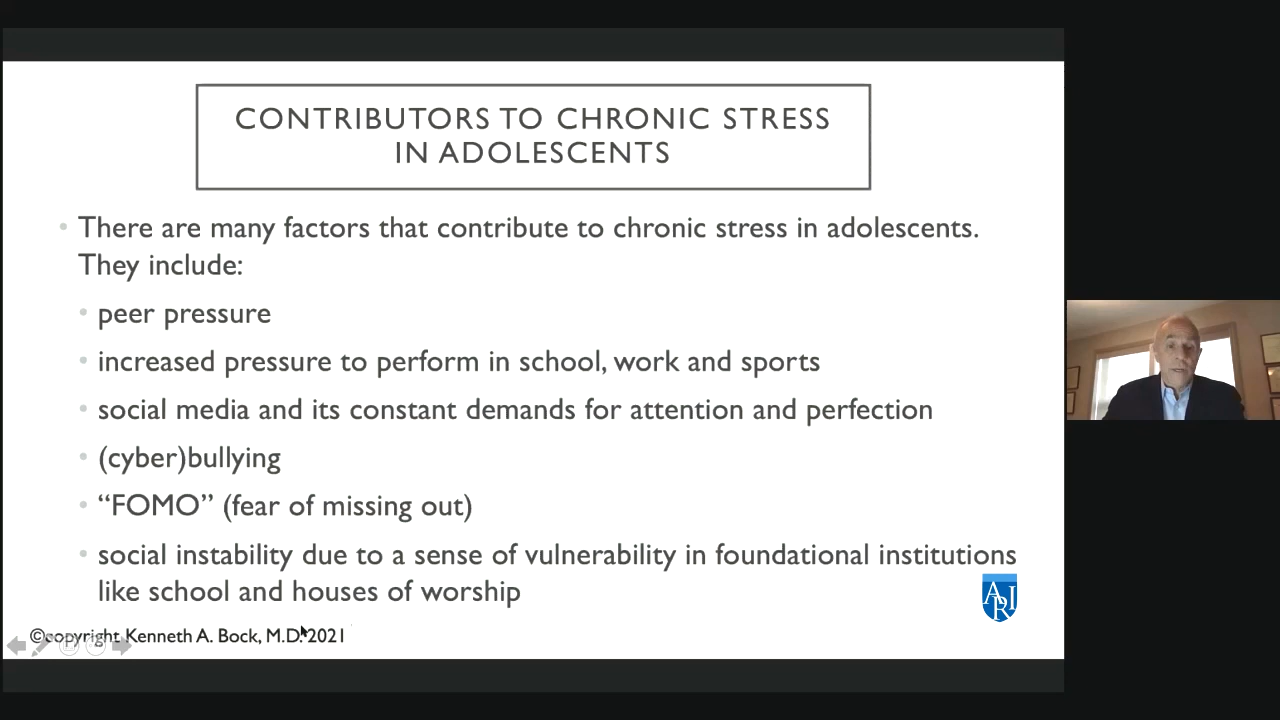 CONTRIBUTORS TO CHRONIC STRESS
IN ADOLESCENTS
• There are many factors that contribute to chronic stress in adolescents.
They include:
• peer pressure
• increased pressure to perform in school, work and sports
• social media and its constant demands for attention and perfection
• (cyber)bullying
• “FOMO” (fear of missing out)
• social instability due to a sense of vulnerability in foundational institutions
like school and houses of worship
ARI
©copyright Kenneth A. Bock, M.D. 2021